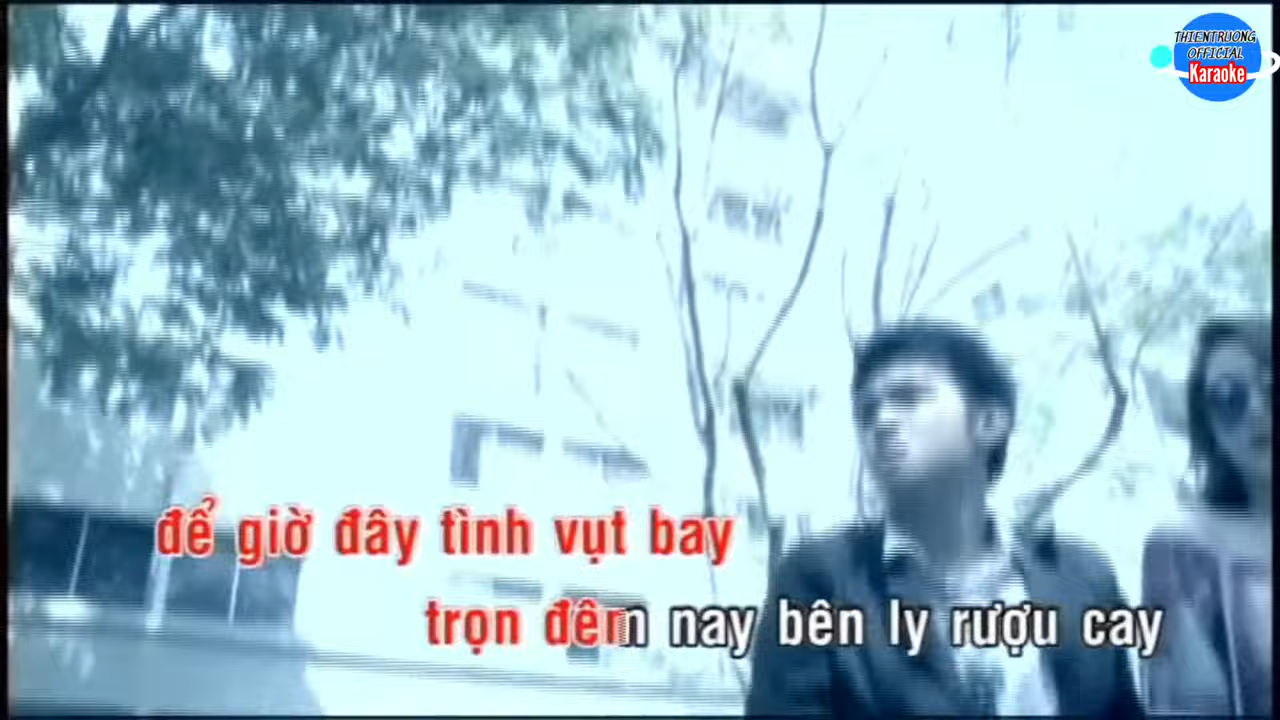 THIENTRUONG
OFFICIAL
Karaoke
để giờ đây tình vụt bay
trọn đêm nay bên ly rượu cay